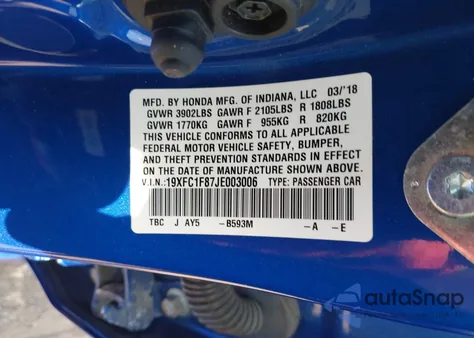 MFD. BY HONDA MFG. OF INDIANA, LLC 03/'18
GVWR 3902LBS GAWR F 2105LBS R 1808LBS
GVWR 1770KG GAWR F 955KG R 820KG
THIS VEHICLE CONFORMS TO ALL APPLICABLE
FEDERAL MOTOR VEHICLE SAFETY, BUMPER,
AND THEFT PREVENTION STANDARDS IN EFFECT
ON THE DATE OF MANUFACTURE SHOWN ABOVE.
V.I.N.:19XFC1F87JE003006 TYPE: PASSENGER CAR
TBC J AY5 -B593M -A -E
autoSnap